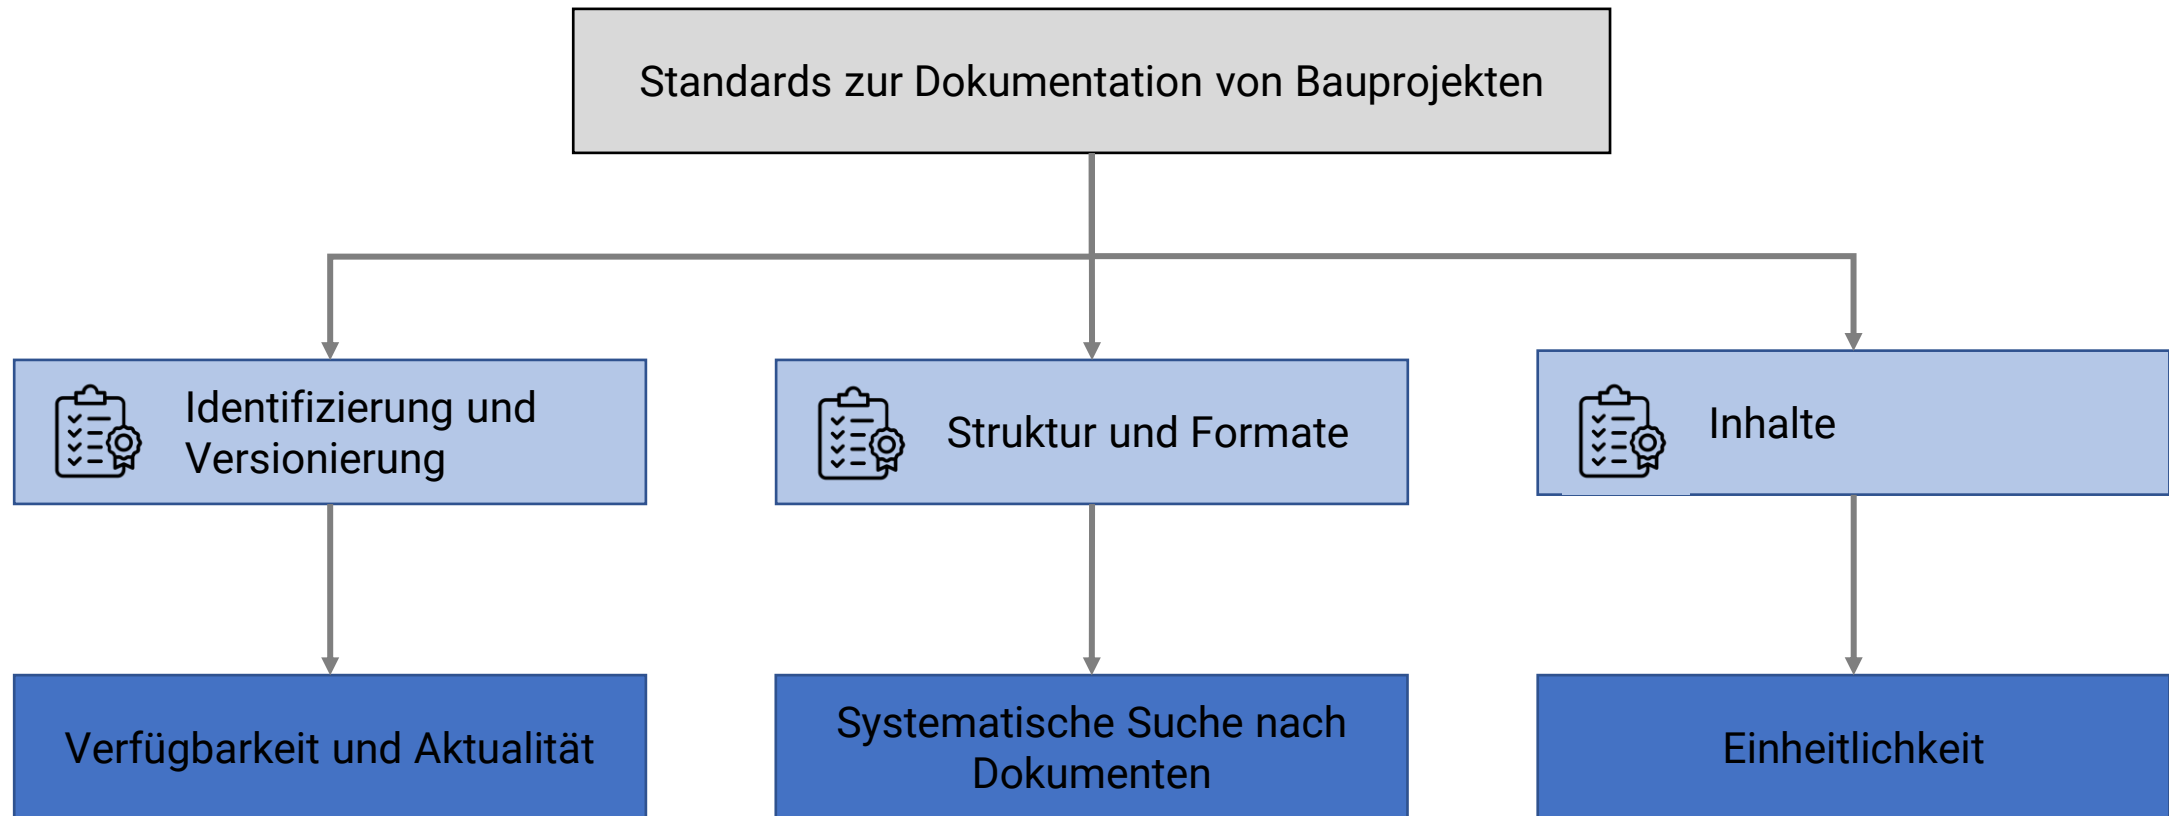 Standards zur Dokumentation von Bauprojekten
Identifizierung und
Versionierung
Struktur und Formate
Inhalte
Verfügbarkeit und Aktualität
Systematische Suche nach
Dokumenten
Einheitlichkeit